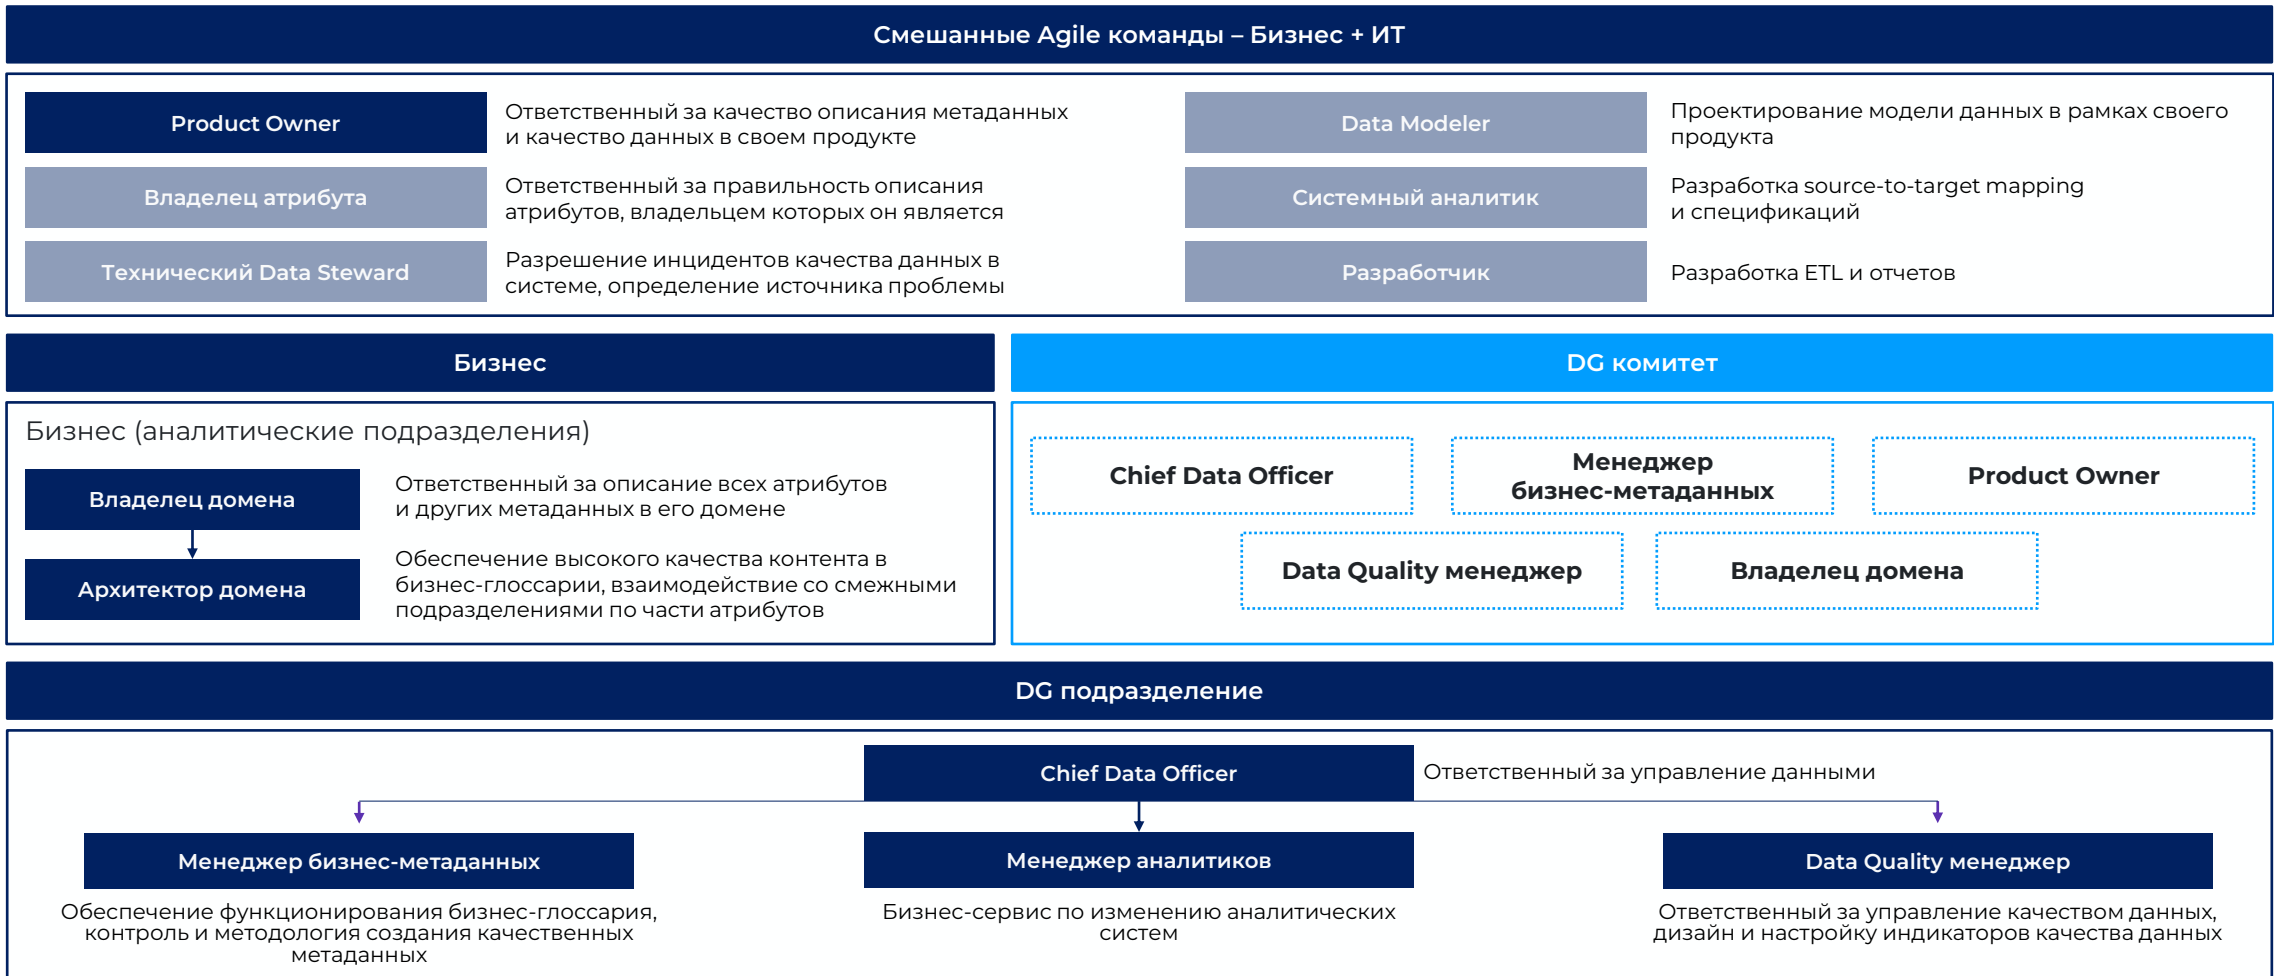 Смешанные Agile команды – Бизнес + ИТ
Product Owner
Ответственный за качество описания метаданных
и качество данных в своем продукте
Владелец атрибута
Ответственный за правильность описания
атрибутов, владельцем которых он является
Технический Data Steward
Разрешение инцидентов качества данных в
системе, определение источника проблемы
Data Modeler
Проектирование модели данных в рамках своего
продукта
Системный аналитик
Разработка source-to-target mapping
и спецификаций
Разработчик
Разработка ETL и отчетов
Бизнес
Бизнес (аналитические подразделения)
Владелец домена
Ответственный за описание всех атрибутов
и других метаданных в его домене
Архитектор домена
Обеспечение высокого качества контента в
бизнес-глоссарии, взаимодействие со смежными
подразделениями по части атрибутов
DG комитет
Chief Data Officer
Менеджер
бизнес-метаданных
Product Owner
Data Quality менеджер
Владелец домена
DG подразделение
Chief Data Officer
Ответственный за управление данными
Менеджер бизнес-метаданных
Обеспечение функционирования бизнес-глоссария,
контроль и методология создания качественных
метаданных
Менеджер аналитиков
Бизнес-сервис по изменению аналитических
систем
Data Quality менеджер
Ответственный за управление качеством данных,
дизайн и настройку индикаторов качества данных